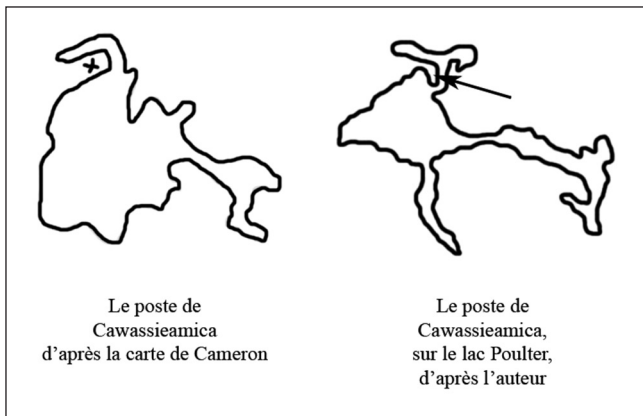 Le poste de
Cawassieamica
d'après la carte de Cameron
Le poste de
Cawassieamica,
sur le lac Poulter,
d'après l'auteur